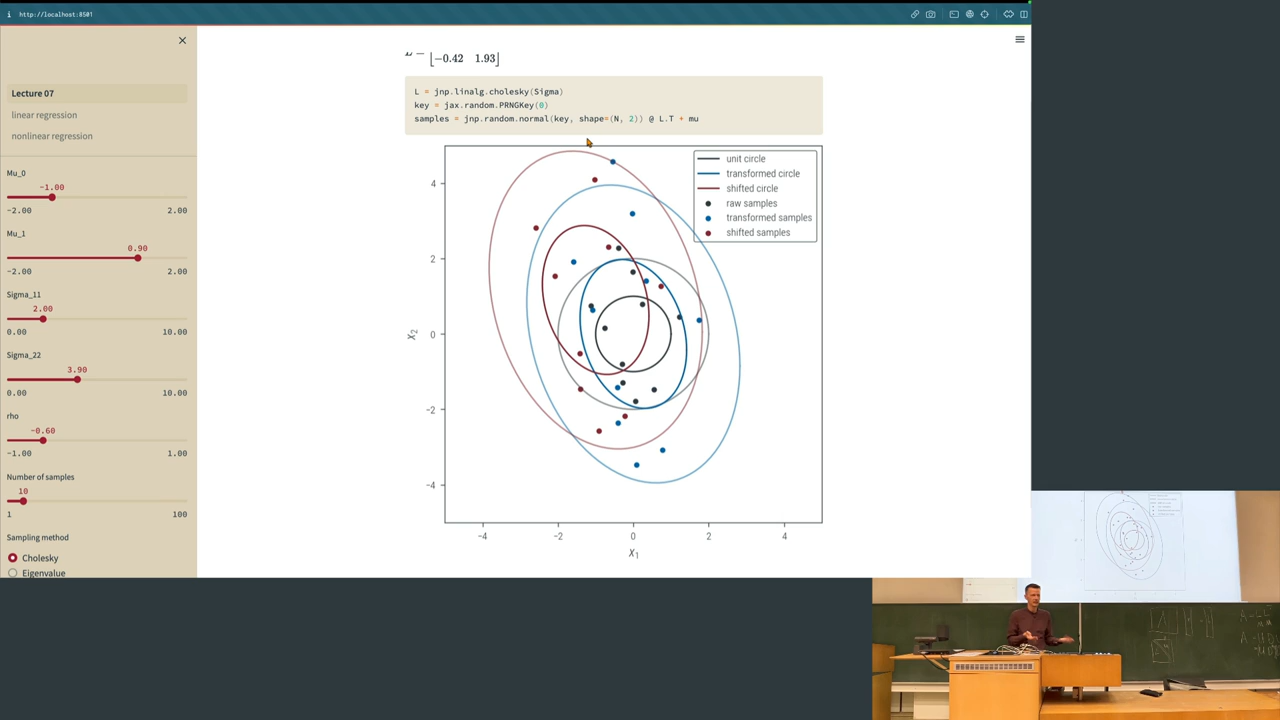 http://localhost:8501
Lecture 07
linear regression
nonlinear regression
Mu_0
-1.00
-2.00 2.00
Mu_1
0.90
-2.00 2.00
Sigma_11
2.00
0.00 10.00
Sigma_22
3.90
0.00 10.00
rho
-0.60
-1.00 1.00
Number of samples
10
1 100
Sampling method
Cholesky
Eigenvalue
−0.42 1.93
L = jnp.linalg.cholesky(Sigma)
key = jax.random.PRNGKey(0)
samples = jnp.random.normal(key, shape=(N, 2)) @ L.T + mu
unit circle
transformed circle
shifted circle
raw samples
transformed samples
shifted samples
4
2
0
−2
−4
X2
−4 −2 0 2 4
X1